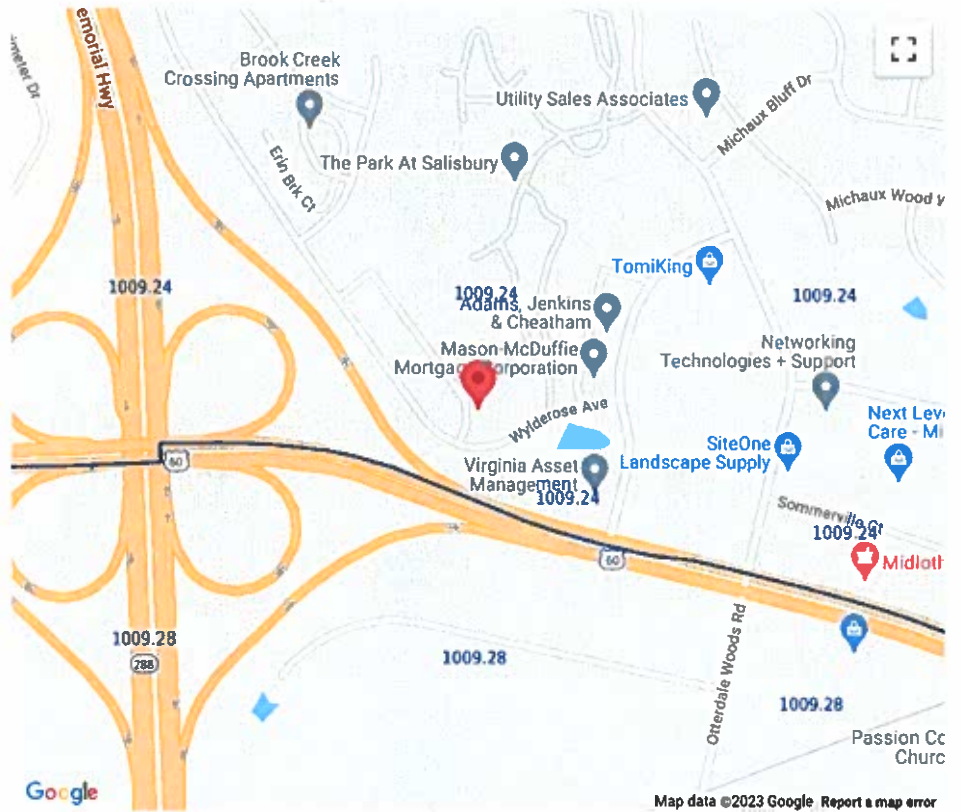 emorial Hwy
Brook Creek
Crossing Apartments
Utility Sales Associates
Michaux Bluff Dr
The Park At Salisbury
Erin Brk Ct
Michaux Wood
TomiKing
1009.24
1009.24
1009.24
Adams, Jenkins
& Cheatham
Networking
Technologies + Support
Mason-McDuffie
Mortgage Corporation
Wylderose Ave
Next Lev
Care - Mi
SiteOne
Landscape Supply
Virginia Asset
Management
60
1009.24
Sommerville Ct
1009.24
60
Midloth
1009.28
288
1009.28
Otterdale Woods Rd
1009.28
Passion Co
Churc
Google
Map data ©2023 Google
Report a map error